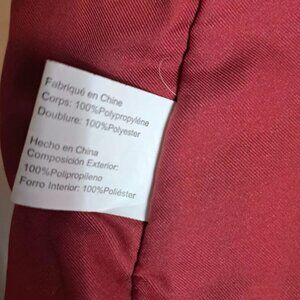 Fabriqué en Chine
Corps: 100%Polypropylène
Doublure: 100%Polyester
Hecho en China
Composición Exterior:
100%Polipropileno
Forro Interior: 100%Poliéster